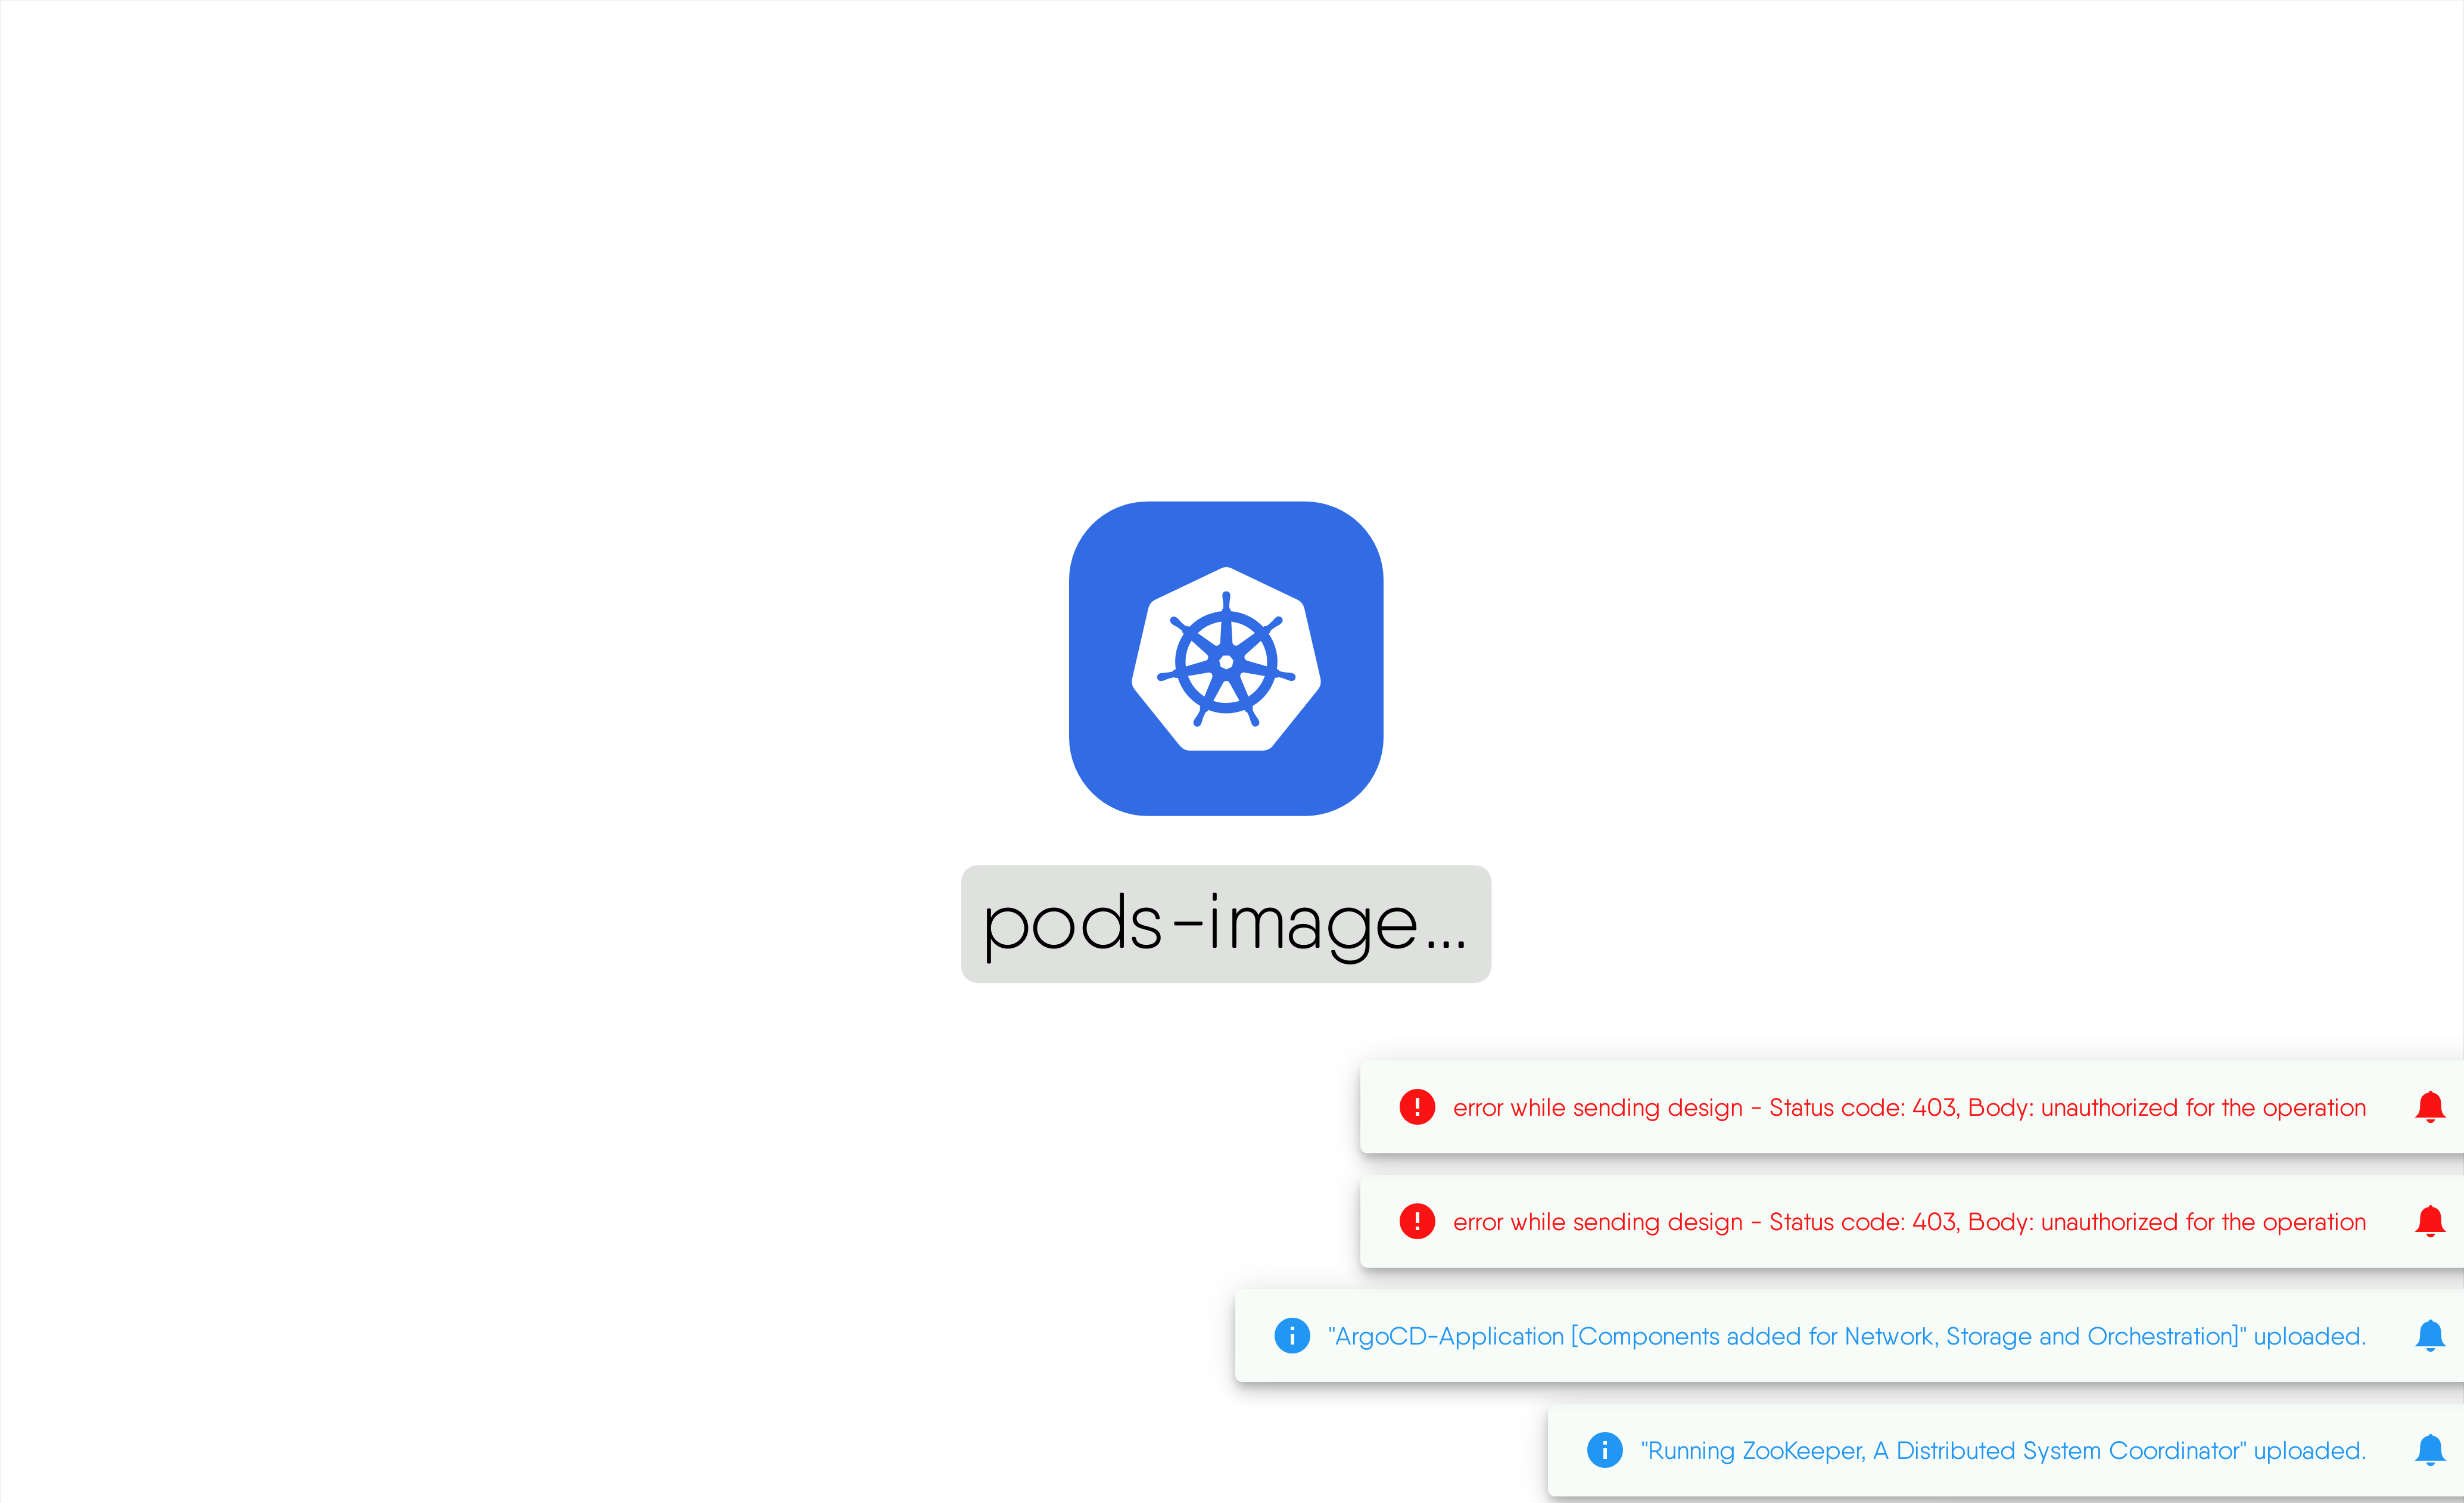 pods-image...
error while sending design - Status code: 403, Body: unauthorized for the operation
error while sending design - Status code: 403, Body: unauthorized for the operation
"ArgoCD-Application [Components added for Network, Storage and Orchestration]" uploaded.
"Running ZooKeeper, A Distributed System Coordinator" uploaded.